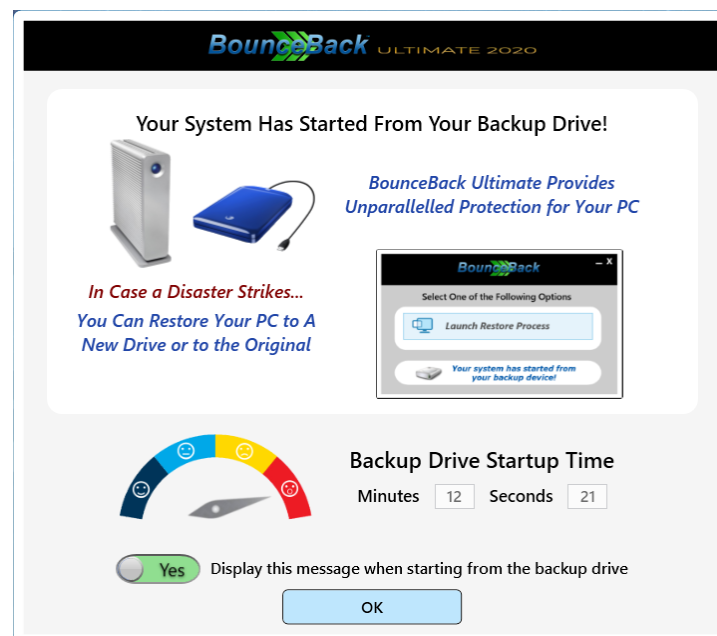 BounceBack ULTIMATE 2020
Your System Has Started From Your Backup Drive!
BounceBack Ultimate Provides
Unparallelled Protection for Your PC
In Case a Disaster Strikes...
You Can Restore Your PC to A
New Drive or to the Original
BounceBack
– X
Select One of the Following Options
Launch Restore Process
Your system has started from
your backup device!
Backup Drive Startup Time
Minutes 12 Seconds 21
Yes Display this message when starting from the backup drive
OK